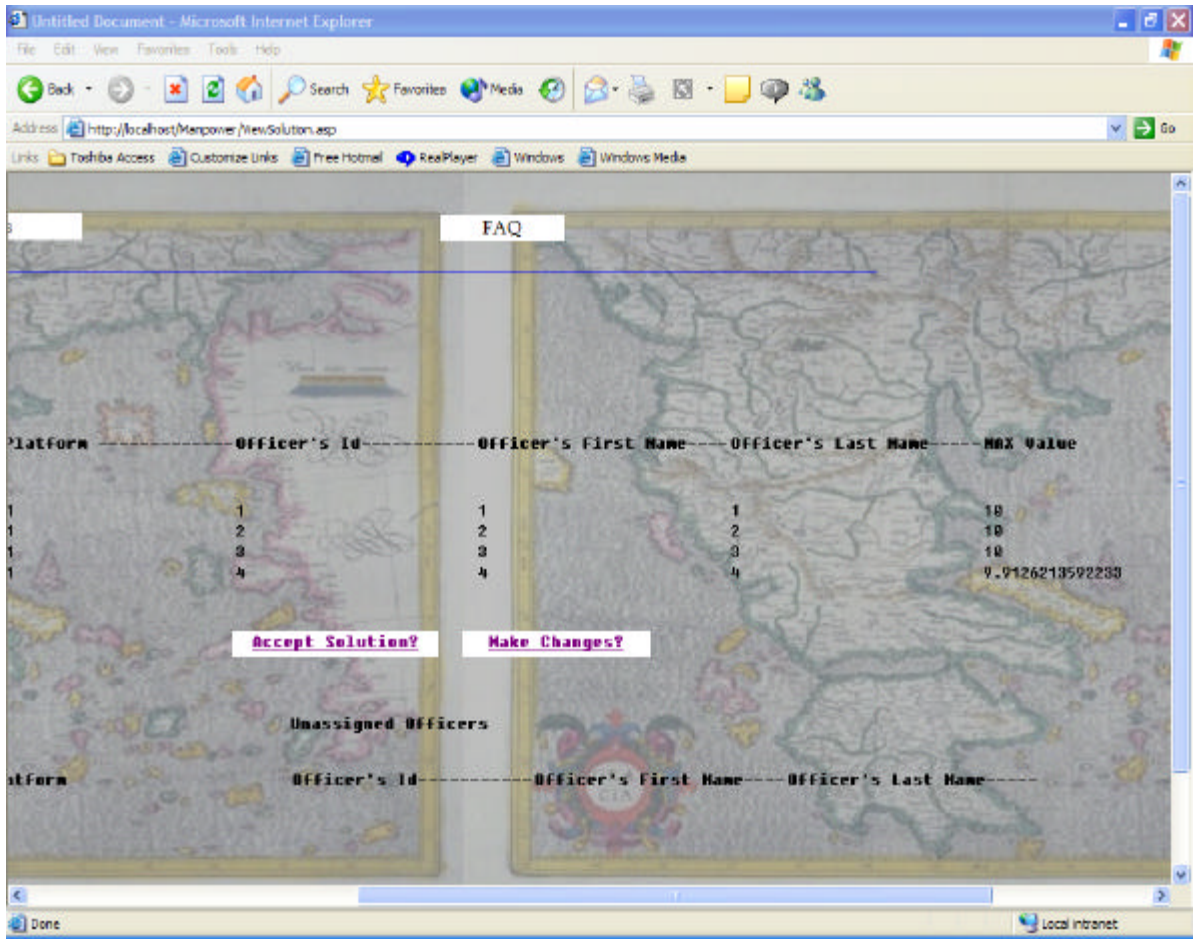 Untitled Document - Microsoft Internet Explorer
File Edit View Favorites Tools Help
Back Search Favorites Media
Address http://localhost/Manpower/ViewSolution.asp Go
Links Toshiba Access Customize Links Free Hotmail RealPlayer Windows Windows Media
s FAQ
Platform ------------Officer's Id-----------Officer's First Name----Officer's Last Name-----MAX Value
1 1 1 1 10
1 2 2 2 10
1 3 3 3 10
1 4 4 4 9.9126213592233
Accept Solution? Make Changes?
Unassigned Officers
atform Officer's Id-----------Officer's First Name----Officer's Last Name-----
Done Local intranet